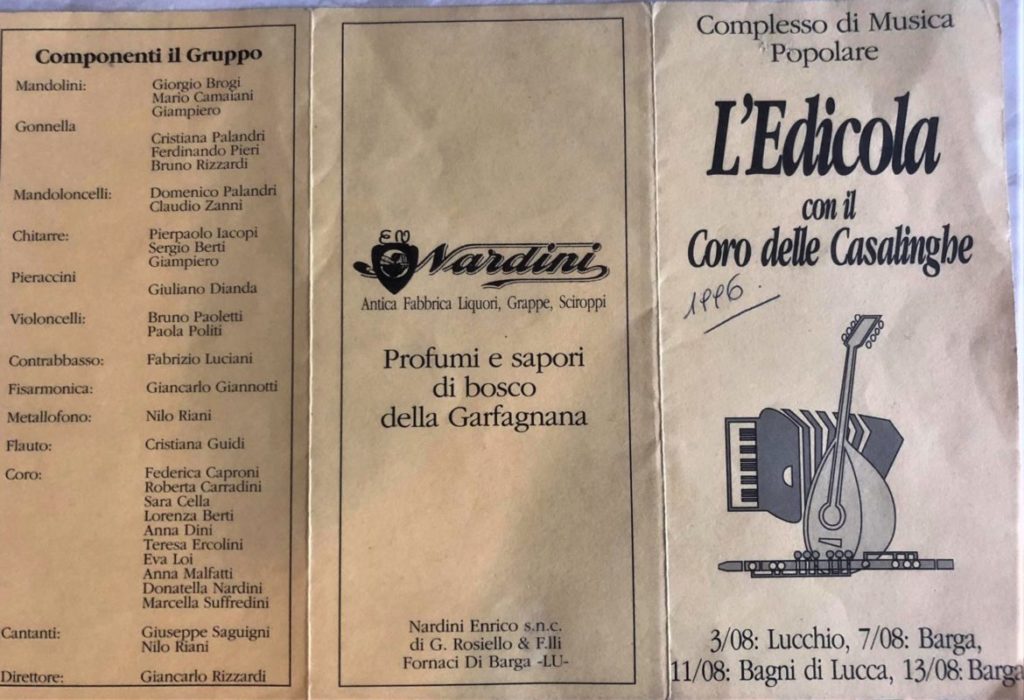 Componenti il Gruppo
Mandolini: Giorgio Brogi
Mario Camaiani
Giampiero
Gonnella
Cristiana Palandri
Ferdinando Pieri
Bruno Rizzardi
Mandoloncelli: Domenico Palandri
Claudio Zanni
Chitarre: Pierpaolo Iacopi
Sergio Berti
Giampiero
Pieraccini
Giuliano Dianda
Violoncelli: Bruno Paoletti
Paola Politi
Contrabbasso: Fabrizio Luciani
Fisarmonica: Giancarlo Giannotti
Metallofono: Nilo Riani
Flauto: Cristiana Guidi
Coro: Federica Caproni
Roberta Carradini
Sara Cella
Lorenza Berti
Anna Dini
Teresa Ercolini
Eva Loi
Anna Malfatti
Donatella Nardini
Marcella Suffredini
Cantanti: Giuseppe Saguigni
Nilo Riani
Direttore: Giancarlo Rizzardi
EN
Nardini
Antica Fabbrica Liquori, Grappe, Sciroppi
Profumi e sapori
di bosco
della Garfagnana
Nardini Enrico s.n.c.
di G. Rosiello & F.lli
Fornaci Di Barga -LU-
Complesso di Musica
Popolare
L'Edicola
con il
Coro delle Casalinghe
1996.
3/08: Lucchio, 7/08: Barga,
11/08: Bagni di Lucca, 13/08: Barga